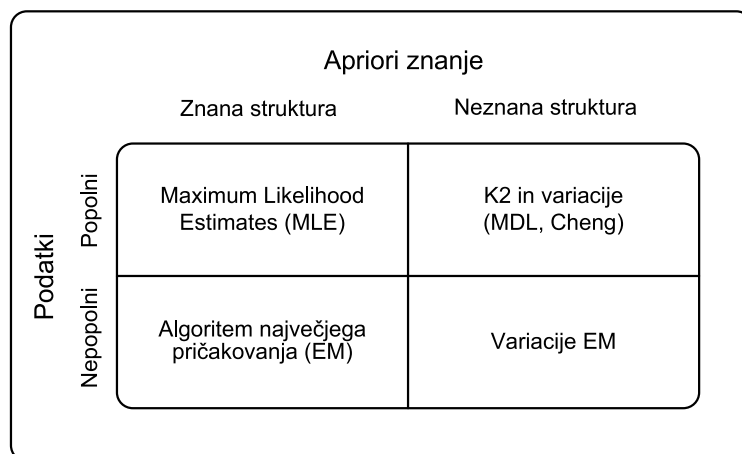 Apriori znanje
Znana struktura
Neznana struktura
Podatki
Popolni
Maximum Likelihood
Estimates (MLE)
K2 in variacije
(MDL, Cheng)
Nepopolni
Algoritem največjega
pričakovanja (EM)
Variacije EM